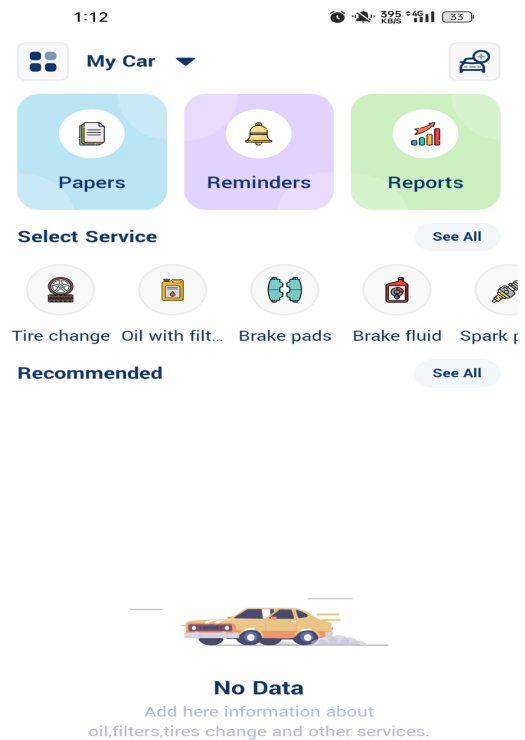 1:12
395 KB/S 4G 33
My Car
Papers Reminders Reports
Select Service See All
Tire change Oil with filt... Brake pads Brake fluid Spark p
Recommended See All
No Data
Add here information about
oil,filters,tires change and other services.